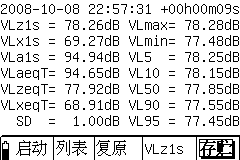 2008-10-08 22:57:31 +00h00m09s
VLz1s = 78.26dB VLmax= 78.28dB
VLx1s = 69.27dB VLmin= 77.48dB
VLa1s = 94.94dB VL5 = 78.25dB
VLaeqT= 94.65dB VL10 = 78.15dB
VLzeqT= 77.92dB VL50 = 77.85dB
VLxeqT= 68.91dB VL90 = 77.55dB
SD = 1.00dB VL95 = 77.45dB
启动 列表 复原 VLz1s 存贮